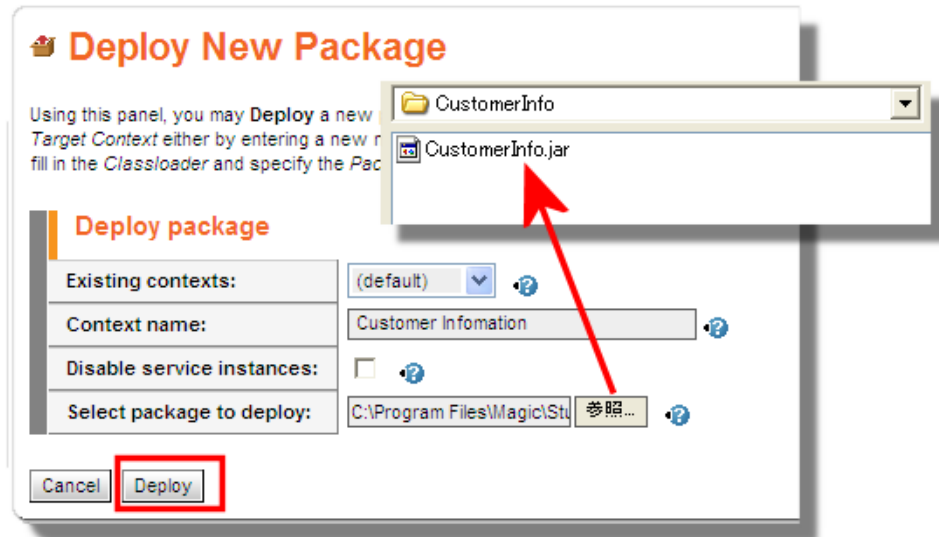 Deploy New Package
Using this panel, you may Deploy a new
Target Context either by entering a new
fill in the Classloader and specify the
CustomerInfo
CustomerInfo.jar
Deploy package
Existing contexts:
(default)
Context name:
Customer Infomation
Disable service instances:
Select package to deploy:
C:\Program Files\Magic\Stu
参照...
Cancel
Deploy